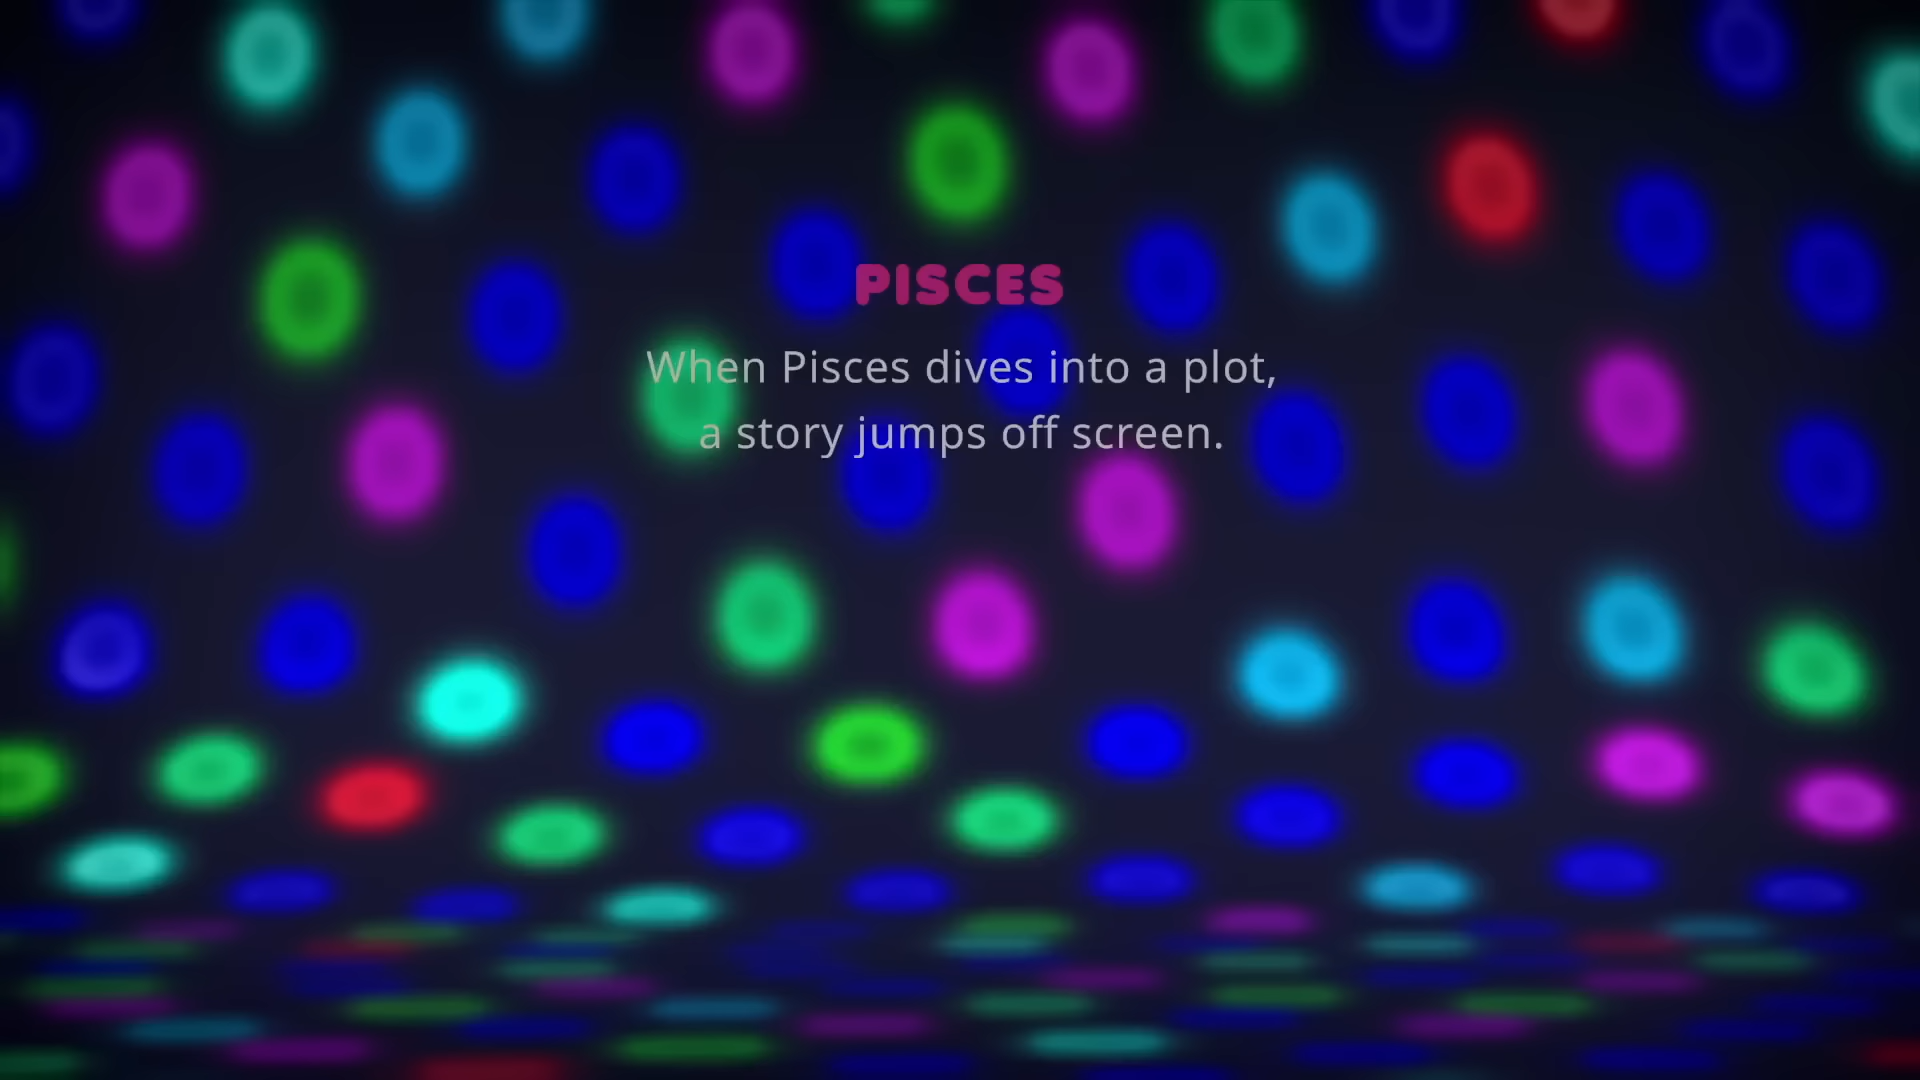 PISCES
When Pisces dives into a plot,
a story jumps off screen.